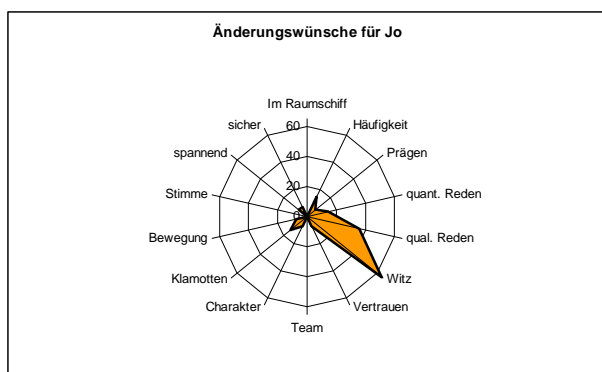 Änderungswünsche für Jo
Im Raumschiff
sicher
60
Häufigkeit
spannend
40
Prägen
Stimme
20
quant. Reden
0
Bewegung
qual. Reden
Klamotten
Witz
Charakter
Vertrauen
Team